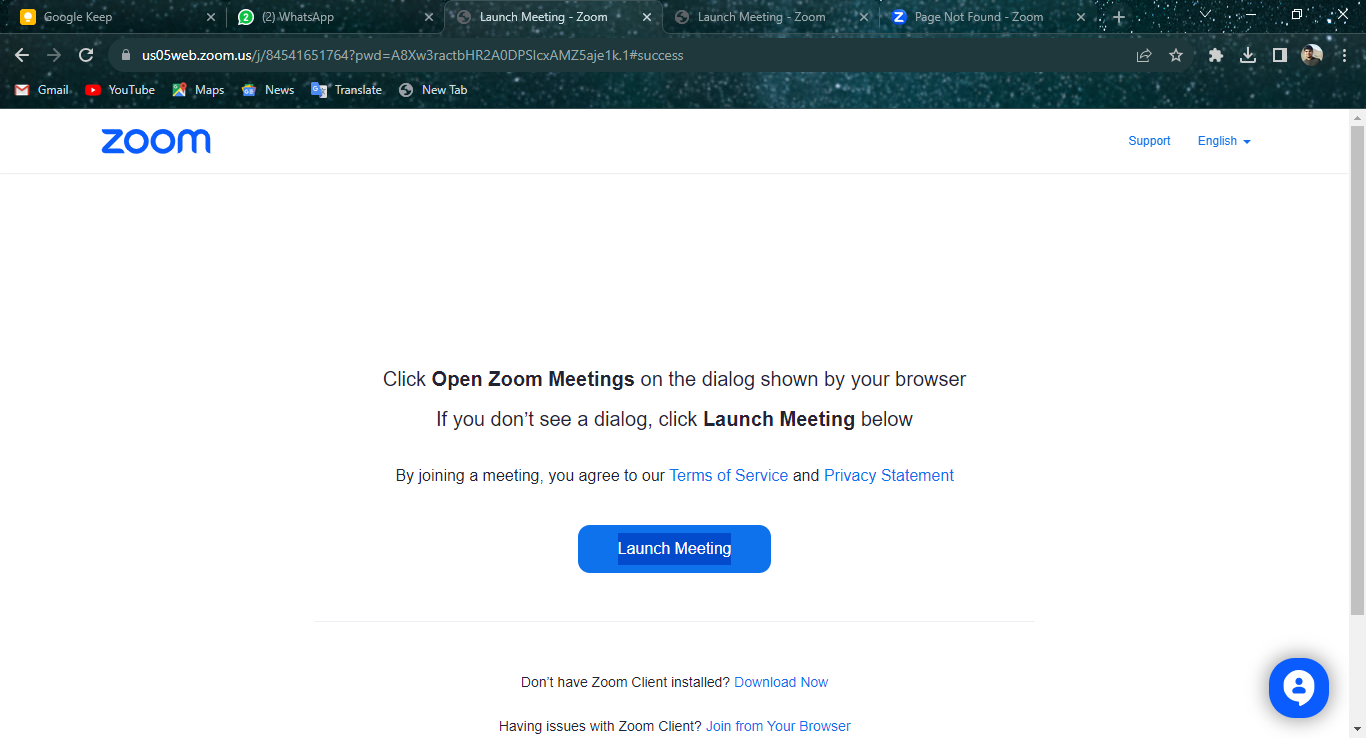 Google Keep
(2) WhatsApp
Launch Meeting - Zoom
Launch Meeting - Zoom
Page Not Found - Zoom
us05web.zoom.us/j/84541651764?pwd=A8Xw3ractbHR2A0DPSlcxAMZ5aje1k.1#success
Gmail YouTube Maps News Translate New Tab
zoom
Support English
Click Open Zoom Meetings on the dialog shown by your browser
If you don’t see a dialog, click Launch Meeting below
By joining a meeting, you agree to our Terms of Service and Privacy Statement
Launch Meeting
Don’t have Zoom Client installed? Download Now
Having issues with Zoom Client? Join from Your Browser